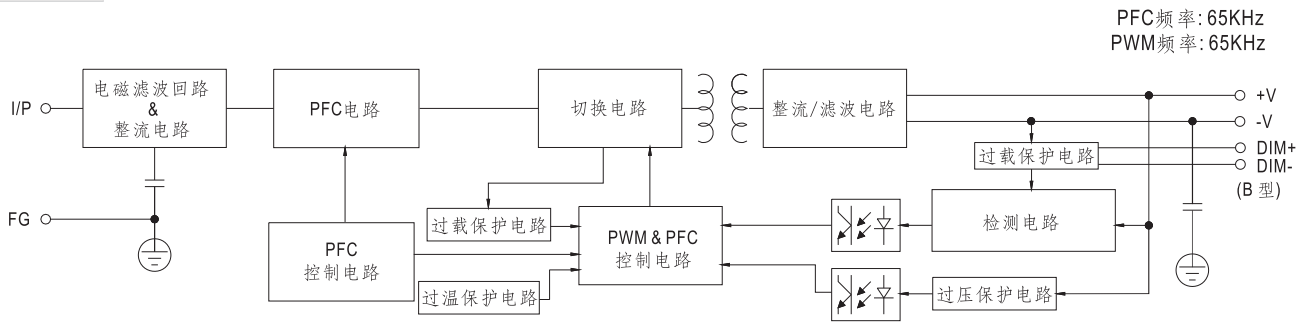 PFC频率: 65KHz
PWM频率: 65KHz
I/P
电磁滤波回路
&
整流电路
PFC电路
切换电路
整流/滤波电路
+V
-V
过载保护电路
DIM+
DIM-
(B 型)
FG
过载保护电路
PWM & PFC
控制电路
检测电路
PFC
控制电路
过温保护电路
过压保护电路